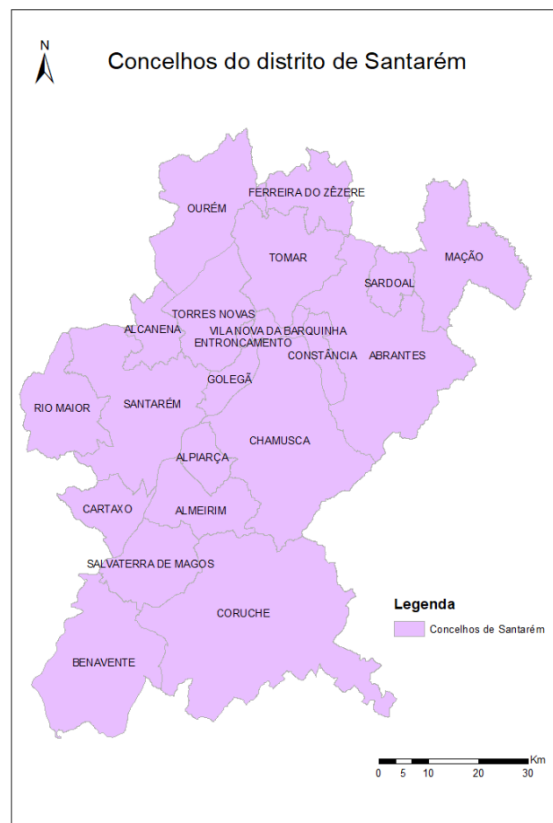 N
Concelhos do distrito de Santarém
FERREIRA DO ZÊZERE
OURÉM
TOMAR
MAÇÃO
SARDOAL
TORRES NOVAS
ALCANENA
VILA NOVA DA BARQUINHA
ENTRONCAMENTO
CONSTÂNCIA
ABRANTES
GOLEGÃ
RIO MAIOR
SANTARÉM
CHAMUSCA
ALPIARÇA
CARTAXO
ALMEIRIM
SALVATERRA DE MAGOS
CORUCHE
BENAVENTE
Legenda
Concelhos de Santarém
Km
0 3 5 10 20 30